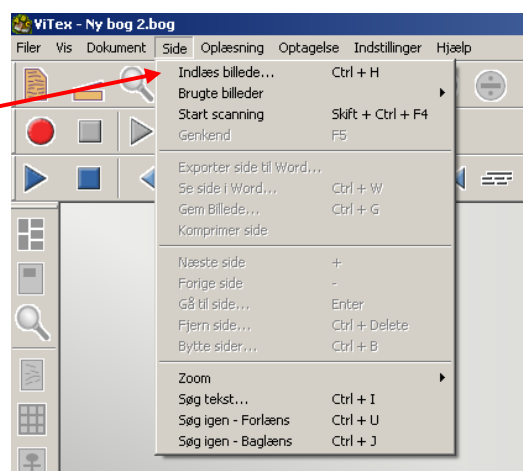 ViTex - Ny bog 2.bog
Filer Vis Dokument Side Oplæsning Optagelse Indstillinger Hjælp
Indlæs billede... Ctrl + H
Brugte billeder
Start scanning Skift + Ctrl + F4
Genkend F5
Exporter side til Word...
Se side i Word... Ctrl + W
Gem Billede... Ctrl + G
Komprimer side
Næste side +
Forige side -
Gå til side... Enter
Fjern side... Ctrl + Delete
Bytte sider... Ctrl + B
Zoom
Søg tekst... Ctrl + I
Søg igen - Forlæns Ctrl + U
Søg igen - Baglæns Ctrl + J